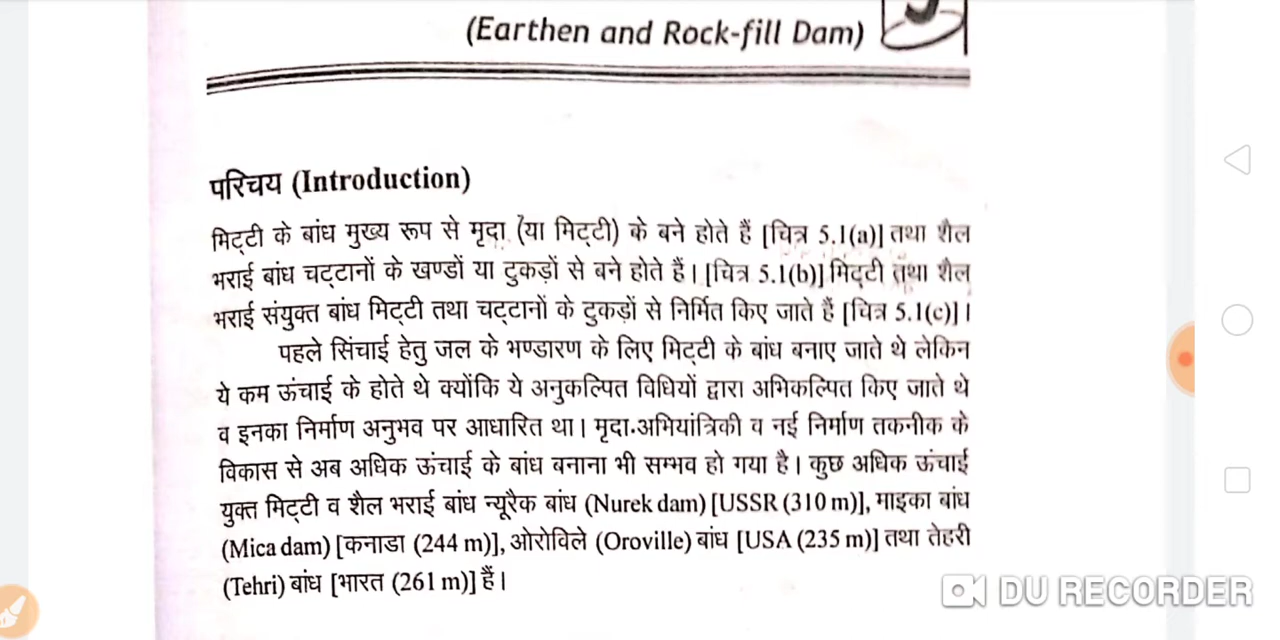 (Earthen and Rock-fill Dam)
परिचय (Introduction)
मिट्टी के बांध मुख्य रूप से मृदा (या मिट्टी) के बने होते हैं [चित्र 5.1(a)] तथा शैल
भराई बांध चट्टानों के खण्डों या टुकड़ों से बने होते हैं। [चित्र 5.1(b)] मिट्टी तथा शैल
भराई संयुक्त बांध मिट्टी तथा चट्टानों के टुकड़ों से निर्मित किए जाते हैं [चित्र 5.1(c)]।
पहले सिंचाई हेतु जल के भण्डारण के लिए मिट्टी के बांध बनाए जाते थे लेकिन
ये कम ऊंचाई के होते थे क्योंकि ये अनुकल्पित विधियों द्वारा अभिकल्पित किए जाते थे
व इनका निर्माण अनुभव पर आधारित था। मृदा-अभियांत्रिकी व नई निर्माण तकनीक के
विकास से अब अधिक ऊंचाई के बांध बनाना भी सम्भव हो गया है। कुछ अधिक ऊंचाई
युक्त मिट्टी व शैल भराई बांध न्यूरैक बांध (Nurek dam) [USSR (310 m)], माइका बांध
(Mica dam) [कनाडा (244 m)], ओरोविले (Oroville) बांध [USA (235 m)] तथा तेहरी
(Tehri) बांध [भारत (261 m)] हैं।
DU RECORDER